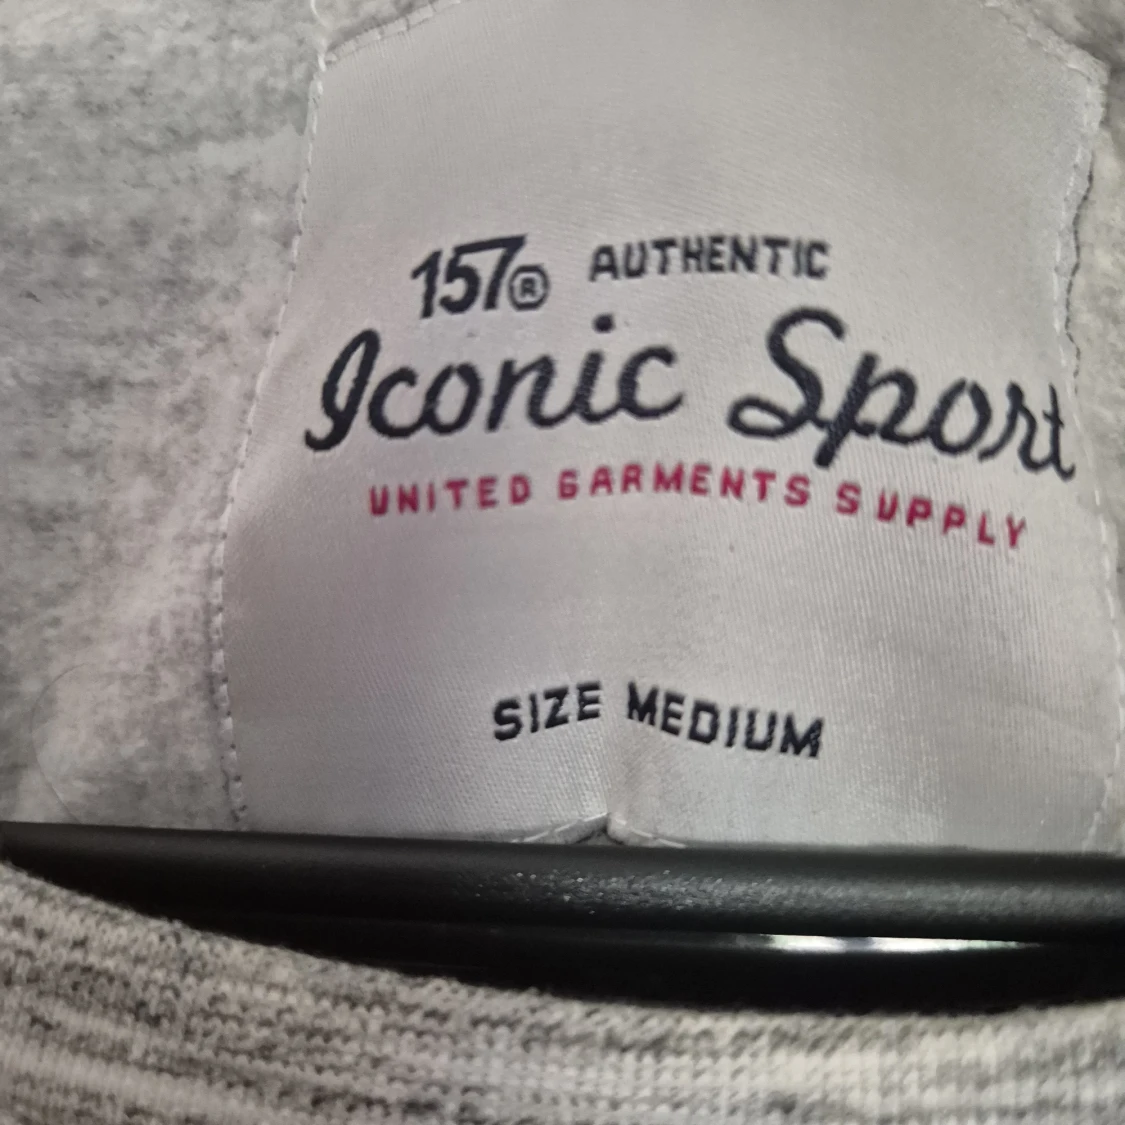 157® AUTHENTIC
Iconic Sport
UNITED GARMENTS SUPPLY
SIZE MEDIUM